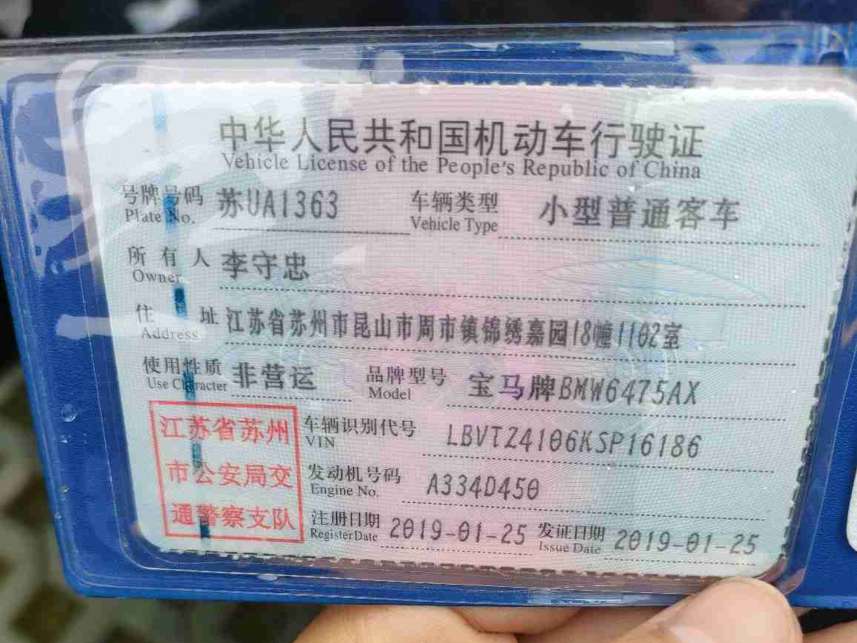 中华人民共和国机动车行驶证
Vehicle License of the People's Republic of China
号牌号码 苏UA1363 车辆类型 小型普通客车
Plate No. Vehicle Type
所有人 李守忠
Owner
住址 江苏省苏州市昆山市周市镇锦绣嘉园18幢1102室
Address
使用性质 非营运 品牌型号 宝马牌BMW6475AX
Use Character Model
江苏省苏州 车辆识别代号 LBVTZ4106KSP16186
VIN
市公安局交 发动机号码 A334D450
Engine No.
通警察支队 注册日期 2019-01-25 发证日期 2019-01-25
Register Date Issue Date